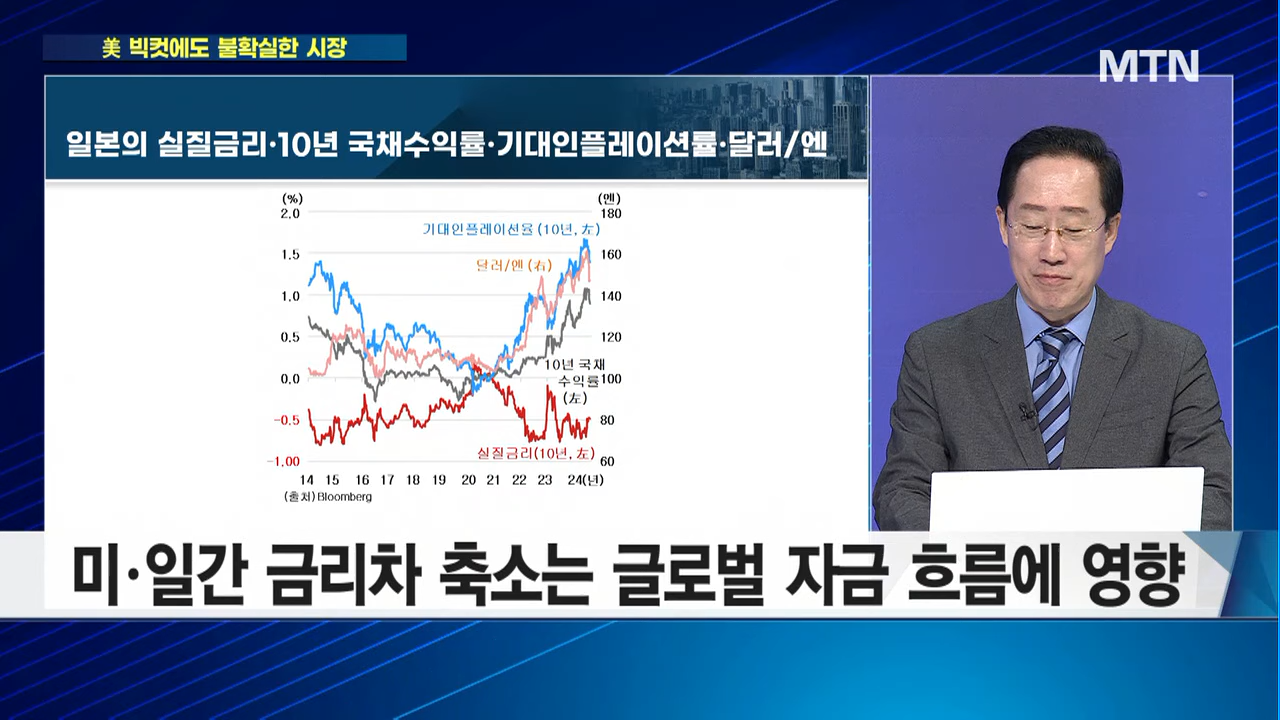 美 빅컷에도 불확실한 시장
MTN
일본의 실질금리·10년 국채수익률·기대인플레이션률·달러/엔
(%)
(엔)
2.0
180
기대인플레이션율 (10년, 左)
1.5
160
달러/엔 (右)
1.0
140
0.5
120
10년 국채
수익률
(左)
0.0
100
-0.5
80
실질금리(10년, 左)
-1.00
60
14 15 16 17 18 19 20 21 22 23 24(년)
(출처) Bloomberg
미·일간 금리차 축소는 글로벌 자금 흐름에 영향